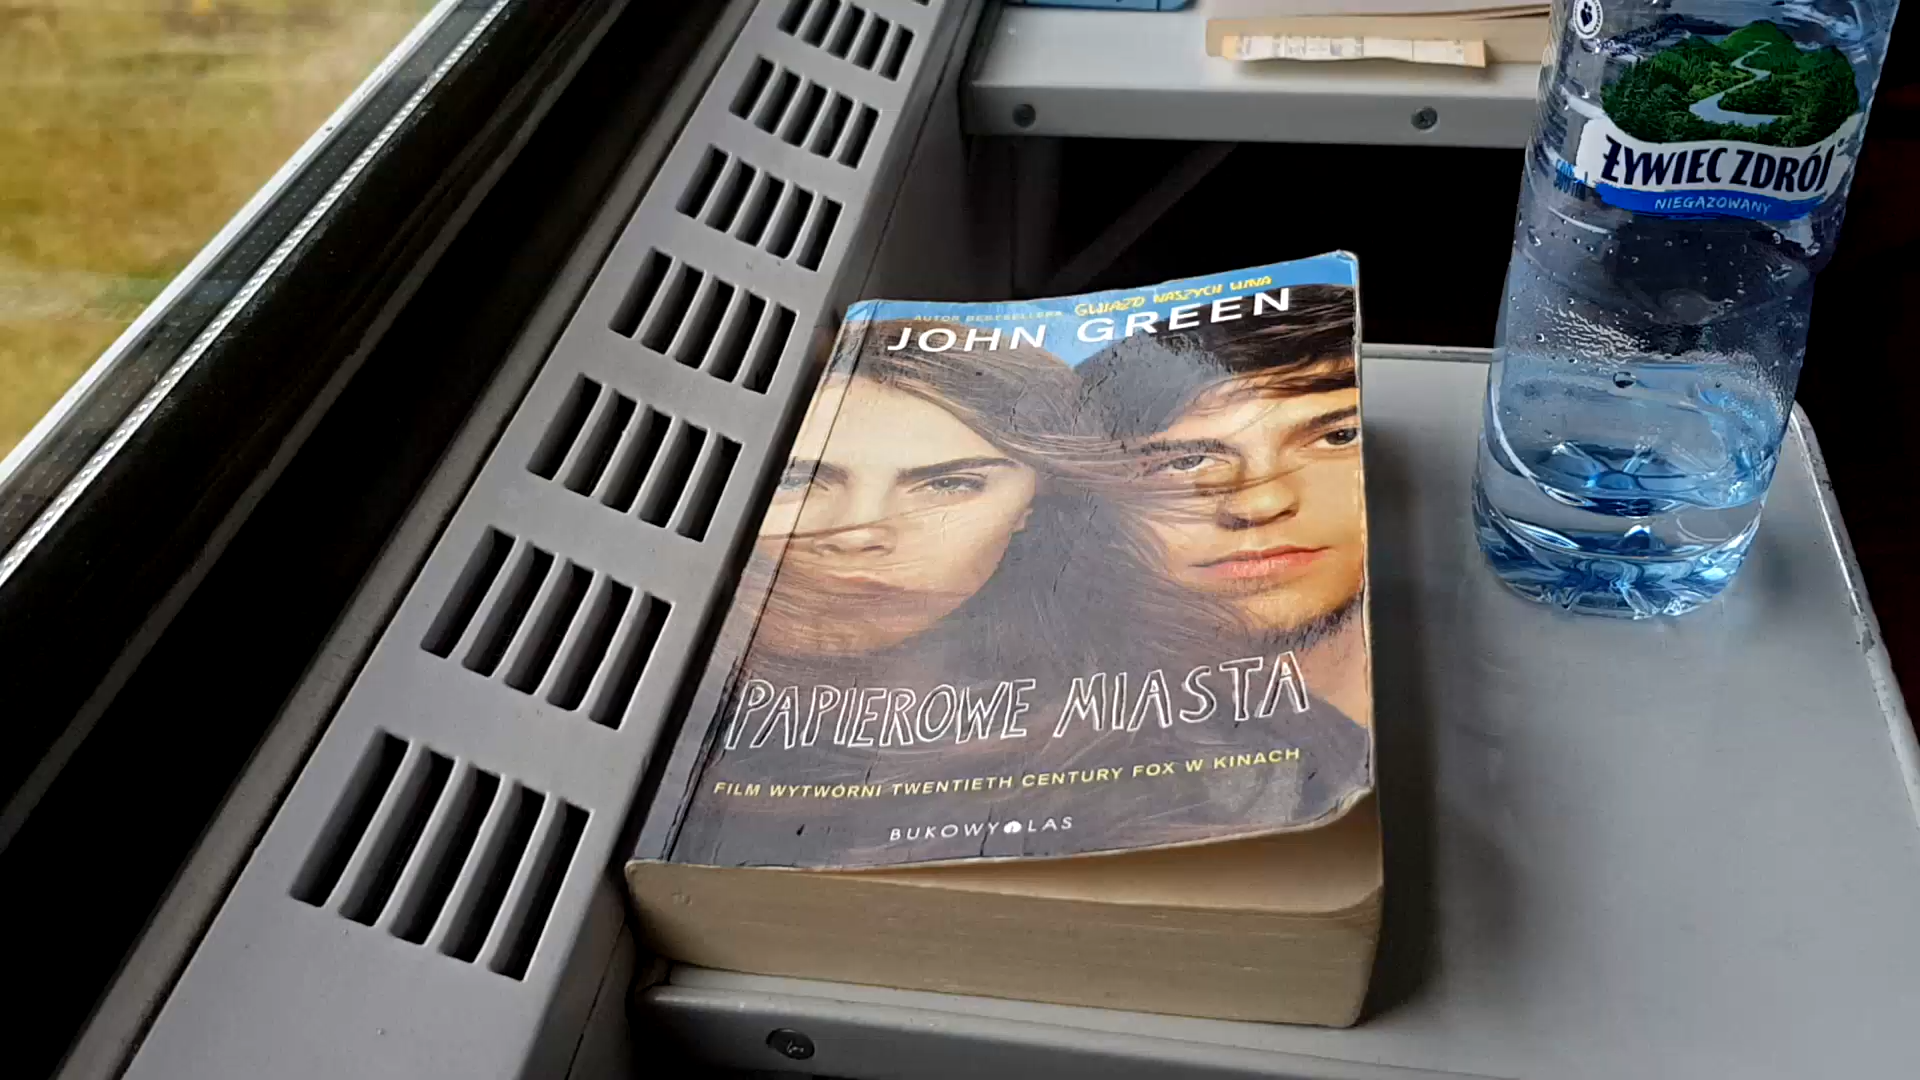 AUTOR BESTSELLERA GWIAZD NASZYCH WINA
JOHN GREEN
PAPIEROWE MIASTA
FILM WYTWÓRNI TWENTIETH CENTURY FOX W KINACH
BUKOWY LAS
ŻYWIEC ZDRÓJ
NIEGAZOWANY